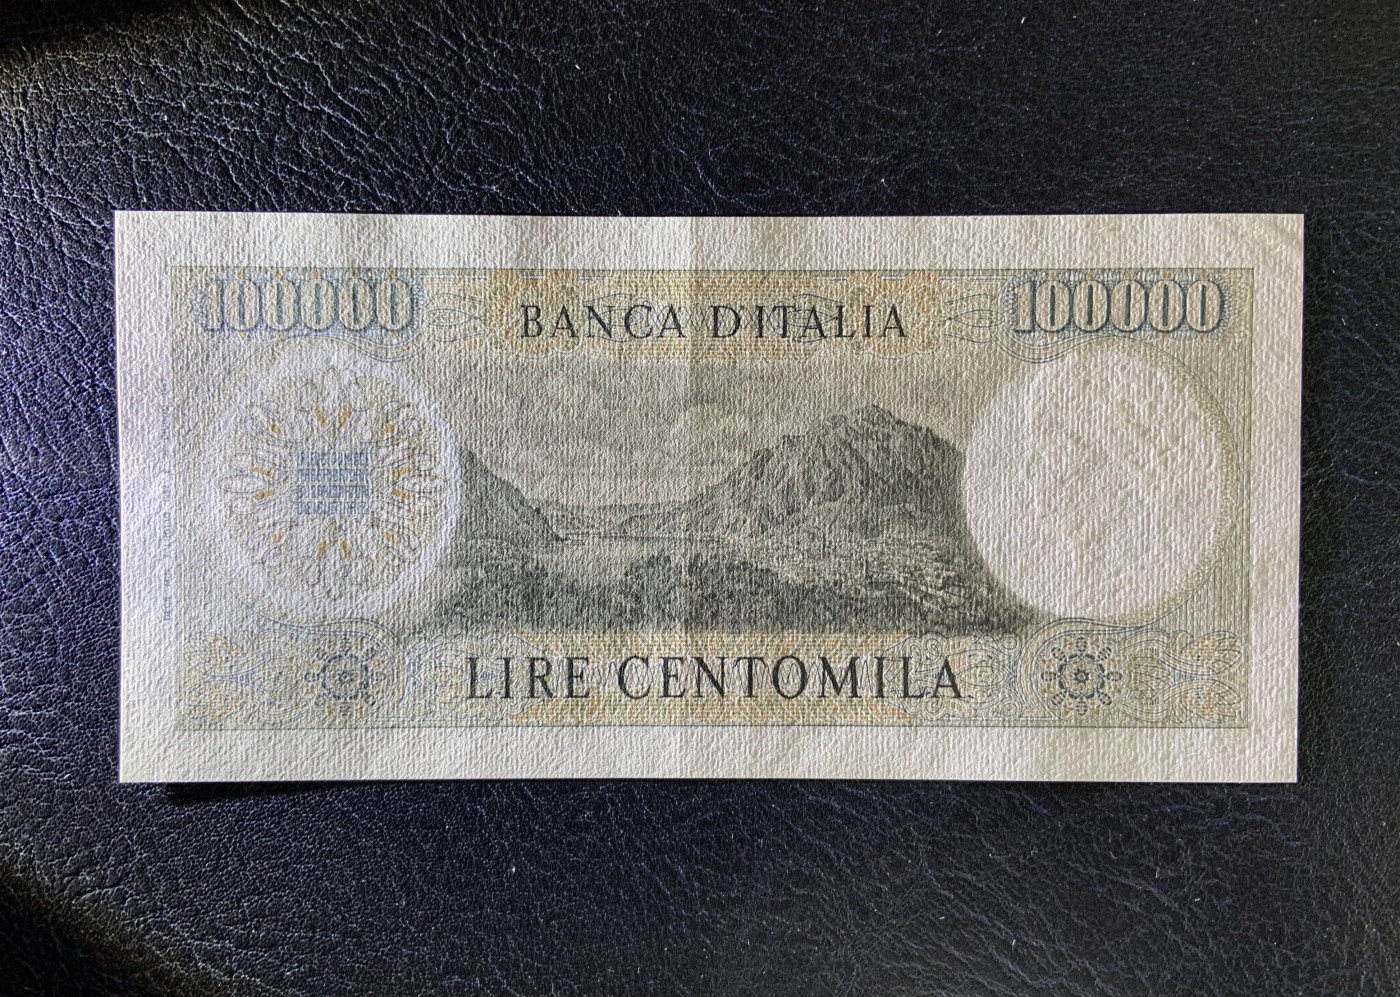 100000 BANCA D'ITALIA 100000
LIRE CENTOMILA